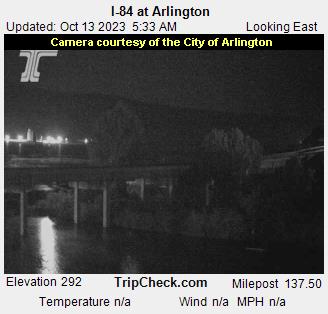 I-84 at Arlington
Updated: Oct 13 2023 5:33 AM Looking East
Camera courtesy of the City of Arlington
Elevation 292 TripCheck.com Milepost 137.50
Temperature n/a Wind n/a MPH n/a